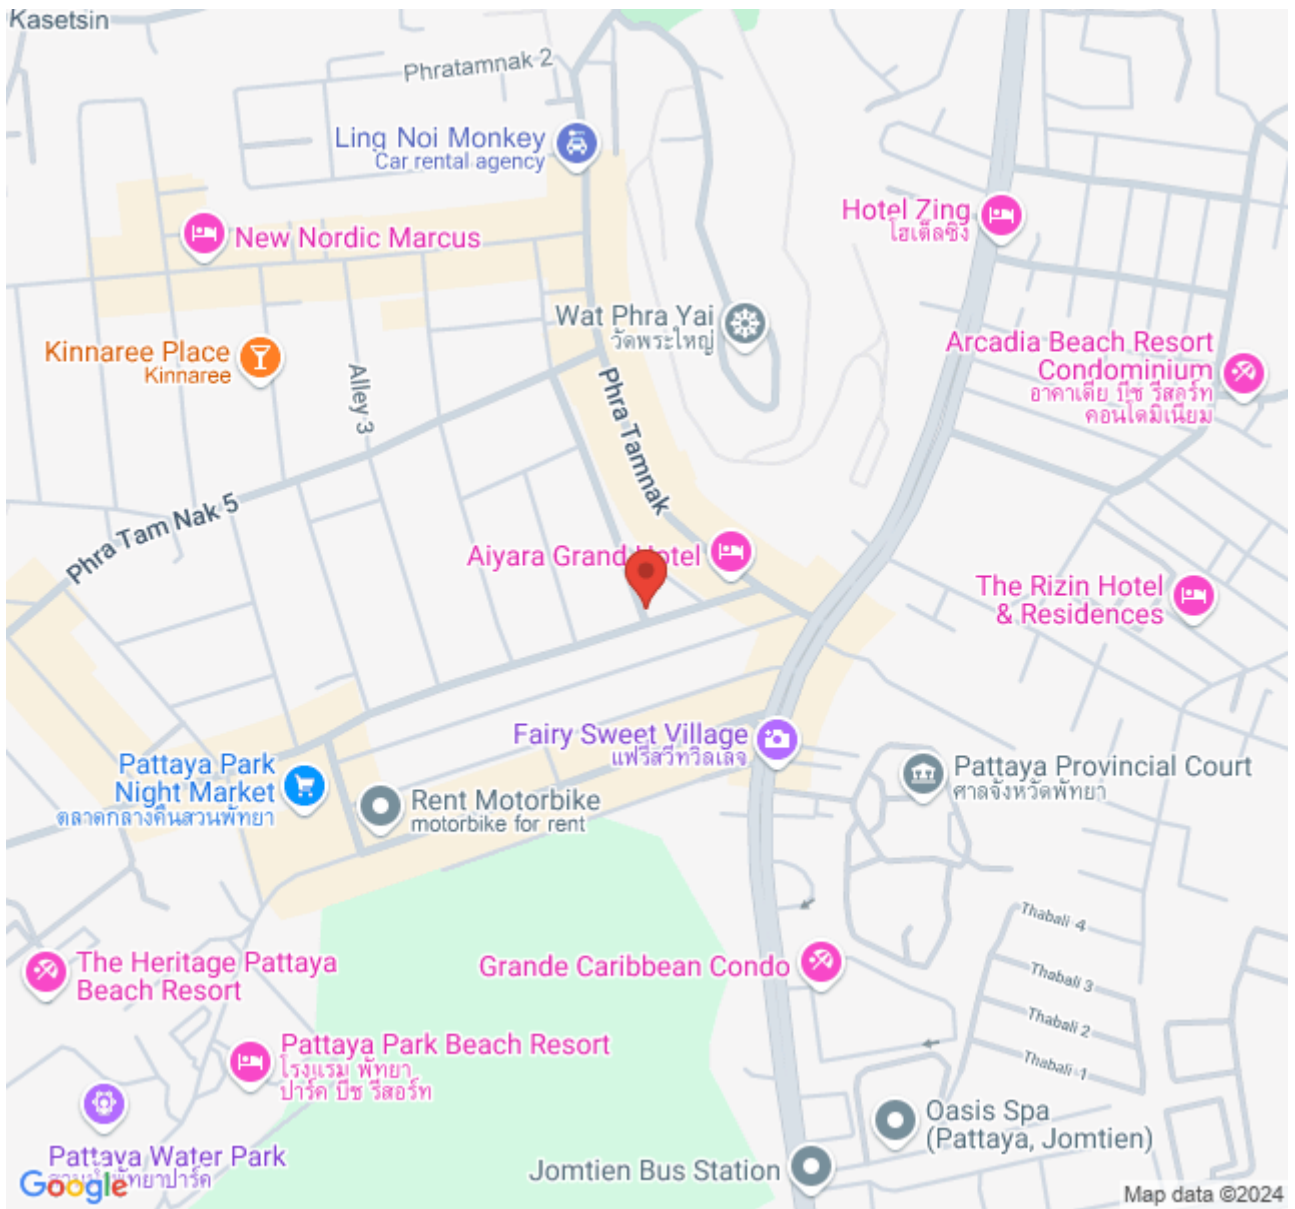 Kasetsin
Phratamnak 2
Ling Noi Monkey
Car rental agency
Hotel Zing
โฮเต็ลซิง
New Nordic Marcus
Wat Phra Yai
วัดพระใหญ่
Kinnaree Place
Kinnaree
Alley 3
Phra Tamnak
Arcadia Beach Resort
Condominium
อาคาเดีย บีช รีสอร์ท
คอนโดมิเนียม
Phra Tam Nak 5
Aiyara Grand Hotel
The Rizin Hotel
& Residences
Fairy Sweet Village
แฟรีสวีทวิลเลจ
Pattaya Park
Night Market
ตลาดกลางคืนสวนพัทยา
Rent Motorbike
motorbike for rent
Pattaya Provincial Court
ศาลจังหวัดพัทยา
Thabali 4
The Heritage Pattaya
Beach Resort
Grande Caribbean Condo
Thabali 3
Thabali 2
Pattaya Park Beach Resort
โรงแรม พัทยา
ปาร์ค บีช รีสอร์ท
Thabali 1
Oasis Spa
(Pattaya, Jomtien)
Pattaya Water Park
Jomtien Bus Station
Google
Map data ©2024